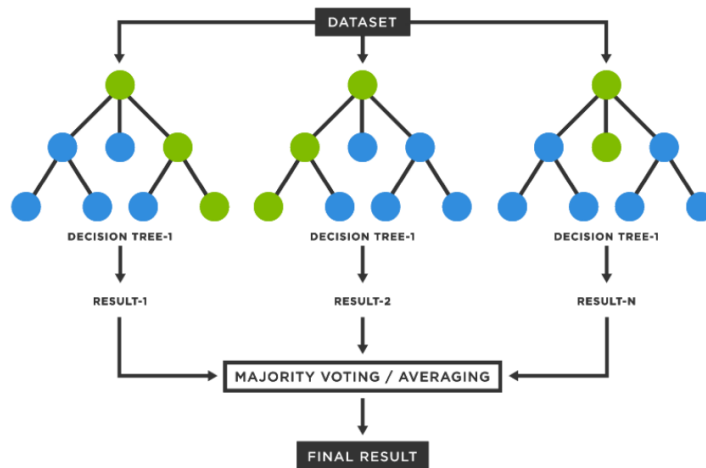 DATASET
DECISION TREE-1
DECISION TREE-1
DECISION TREE-1
RESULT-1
RESULT-2
RESULT-N
MAJORITY VOTING / AVERAGING
FINAL RESULT